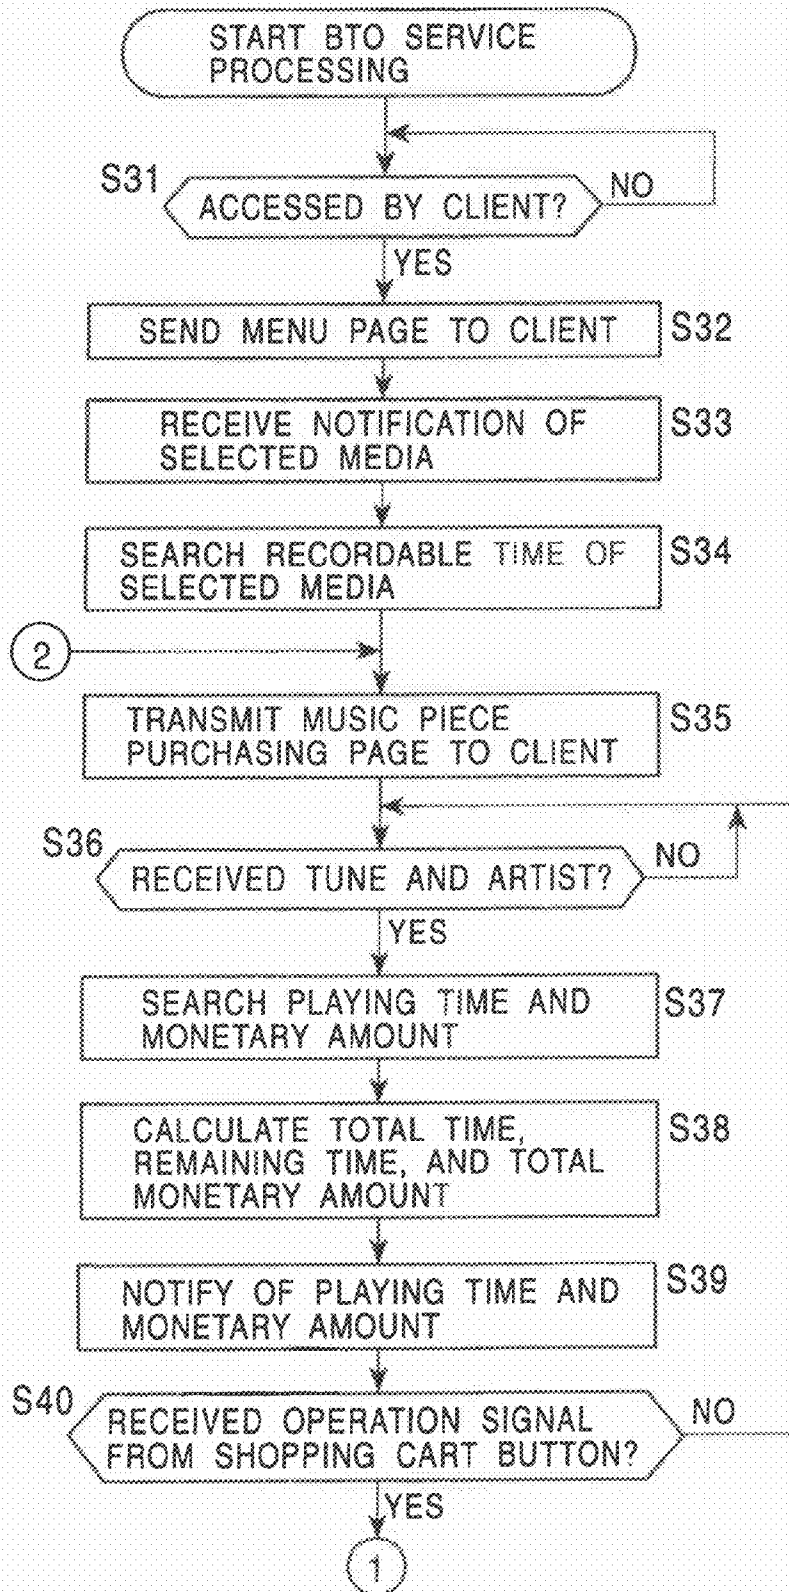 START BTO SERVICE
PROCESSING
S31
ACCESSED BY CLIENT?
NO
YES
SEND MENU PAGE TO CLIENT
S32
RECEIVE NOTIFICATION OF
SELECTED MEDIA
S33
SEARCH RECORDABLE TIME OF
SELECTED MEDIA
S34
2
TRANSMIT MUSIC PIECE
PURCHASING PAGE TO CLIENT
S35
S36
RECEIVED TUNE AND ARTIST?
NO
YES
SEARCH PLAYING TIME AND
MONETARY AMOUNT
S37
CALCULATE TOTAL TIME,
REMAINING TIME, AND TOTAL
MONETARY AMOUNT
S38
NOTIFY OF PLAYING TIME AND
MONETARY AMOUNT
S39
S40
RECEIVED OPERATION SIGNAL
FROM SHOPPING CART BUTTON?
NO
YES
1